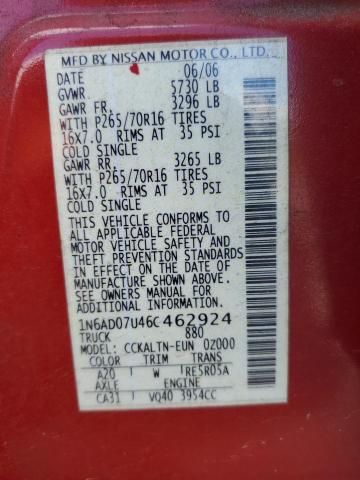 MFD BY NISSAN MOTOR CO., LTD.
DATE 06/06
GVWR 5730 LB
GAWR FR. 3296 LB
WITH P265/70R16 TIRES
16X7.0 RIMS AT 35 PSI
COLD SINGLE
GAWR RR. 3265 LB
WITH P265/70R16 TIRES
16X7.0 RIMS AT 35 PSI
COLD SINGLE
THIS VEHICLE CONFORMS TO
ALL APPLICABLE FEDERAL
MOTOR VEHICLE SAFETY AND
THEFT PREVENTION STANDARDS
IN EFFECT ON THE DATE OF
MANUFACTURE SHOWN ABOVE.
SEE OWNERS MANUAL FOR
ADDITIONAL INFORMATION.
1N6AD07U46C462924
TRUCK 880
MODEL: CCKALTN-EUN 0Z000
COLOR TRIM TRANS
A20 W RE5R05A
AXLE ENGINE
CA31 VQ40 3954CC